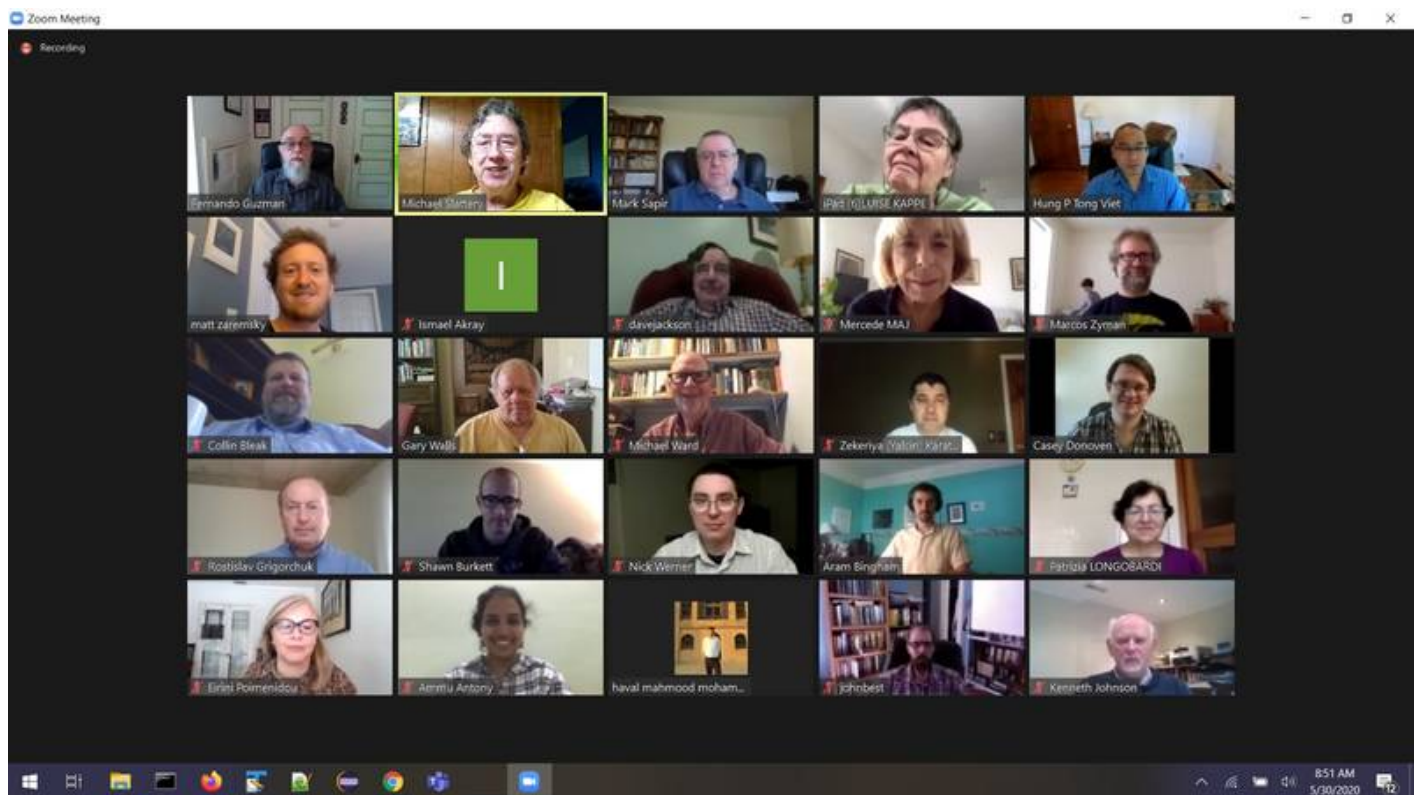 Zoom Meeting
Recording
Fernando Guzman
Michael Slattery
Mark Sapir
iPad (6)LUISE KAPPE
Hung P Tong Viet
matt zaremsky
I
Ismael Akray
davejackson
Mercede MAJ
Marcos Zyman
Collin Bleak
Gary Walls
Michael Ward
Zekeriya (Yalcin) Karat...
Casey Donoven
Rostislav Grigorchuk
Shawn Burkett
Nick Werner
Aram Bingham
Patrizia LONGOBARDI
Eirini Poimenidou
Ammu Antony
haval mahmood moham...
johnbest
Kenneth Johnson
8:51 AM
5/30/2020
12